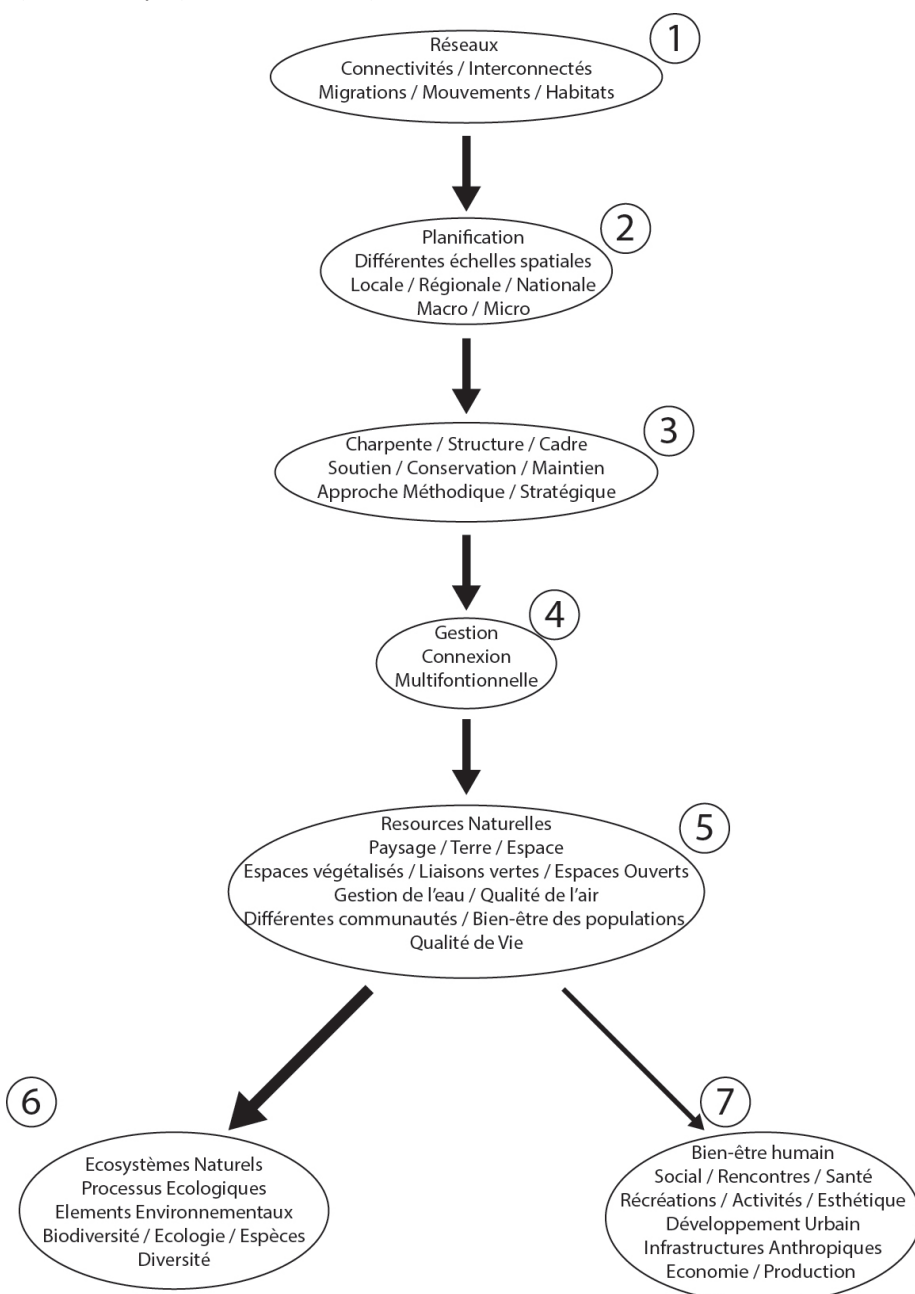 1
Réseaux
Connectivités / Interconnectés
Migrations / Mouvements / Habitats
2
Planification
Différentes échelles spatiales
Locale / Régionale / Nationale
Macro / Micro
3
Charpente / Structure / Cadre
Soutien / Conservation / Maintien
Approche Méthodique / Stratégique
4
Gestion
Connexion
Multifontionnelle
5
Resources Naturelles
Paysage / Terre / Espace
Espaces végétalisés / Liaisons vertes / Espaces Ouverts
Gestion de l'eau / Qualité de l'air
Différentes communautés / Bien-être des populations
Qualité de Vie
6
Ecosystèmes Naturels
Processus Ecologiques
Elements Environnementaux
Biodiversité / Ecologie / Espèces
Diversité
7
Bien-être humain
Social / Rencontres / Santé
Récréations / Activités / Esthétique
Développement Urbain
Infrastructures Anthropiques
Economie / Production